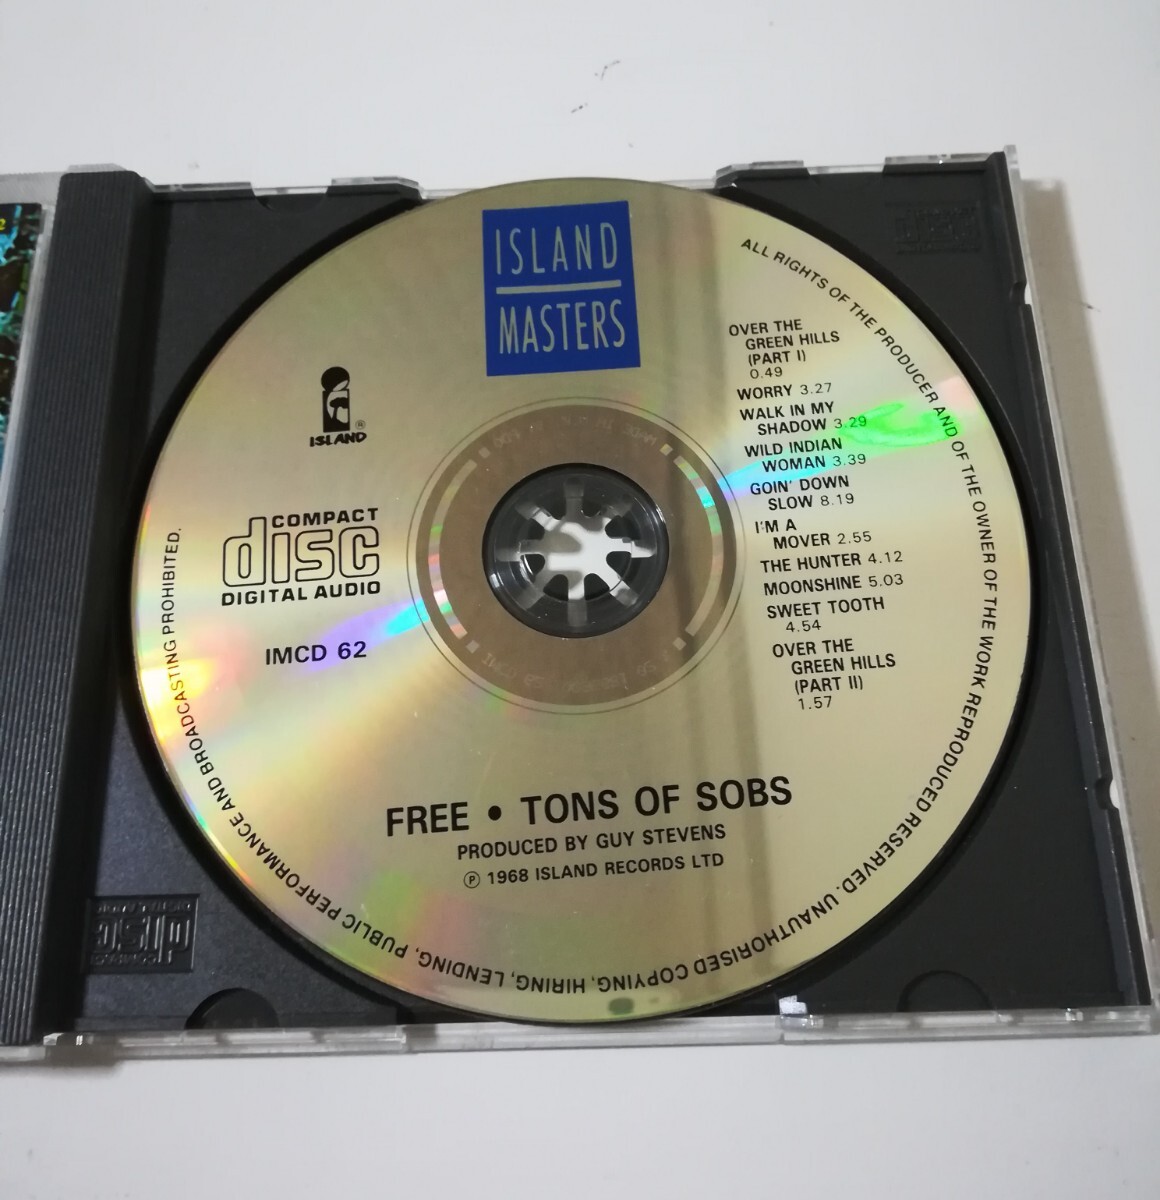 ISLAND
MASTERS
ISLAND
®
COMPACT
disc
DIGITAL AUDIO
IMCD 62
OVER THE
GREEN HILLS
(PART I)
0.49
WORRY 3.27
WALK IN MY
SHADOW 3.29
WILD INDIAN
WOMAN 3.39
GOIN' DOWN
SLOW 8.19
I'M A
MOVER 2.55
THE HUNTER 4.12
MOONSHINE 5.03
SWEET TOOTH
4.54
OVER THE
GREEN HILLS
(PART II)
1.57
FREE • TONS OF SOBS
PRODUCED BY GUY STEVENS
℗ 1968 ISLAND RECORDS LTD
ALL RIGHTS OF THE PRODUCER AND OF THE OWNER OF THE WORK REPRODUCED RESERVED. UNAUTHORISED COPYING, HIRING, LENDING, PUBLIC PERFORMANCE AND BROADCASTING PROHIBITED.
disc